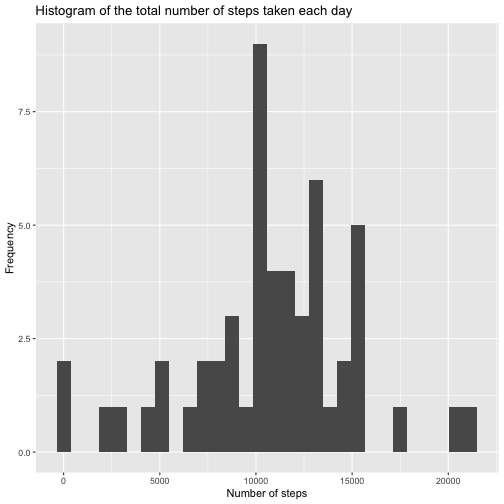 Histogram of the total number of steps taken each day
7.5
5.0
2.5
0.0
Frequency
0 5000 10000 15000 20000
Number of steps